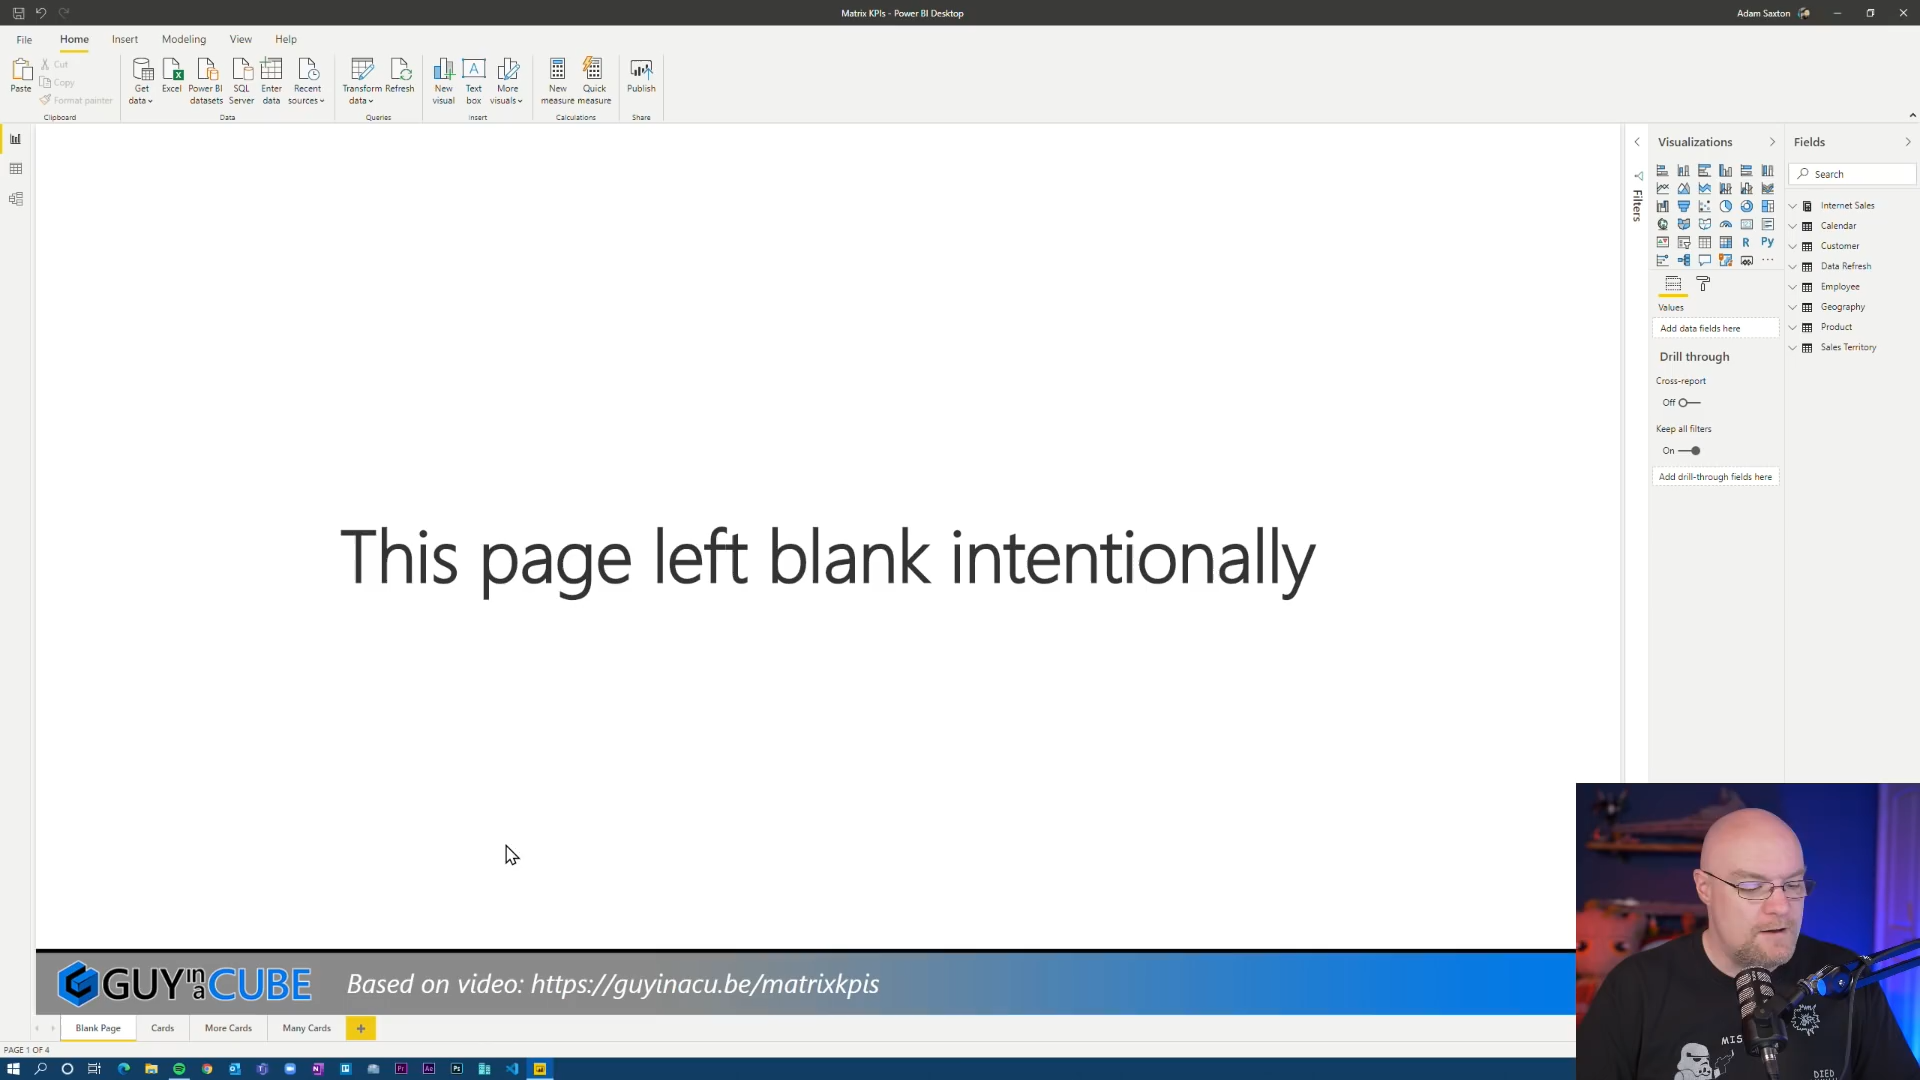 Matrix KPIs - Power BI Desktop
Adam Saxton
File Home Insert Modeling View Help
Paste
Cut
Copy
Format painter
Clipboard
Get data
Excel
Power BI datasets
SQL Server
Enter data
Recent sources
Data
Transform data
Refresh
Queries
New visual
Text box
More visuals
Insert
New measure
Quick measure
Calculations
Publish
Share
This page left blank intentionally
GUY in a CUBE
Based on video: https://guyinacu.be/matrixkpis
Filters
Visualizations
R
Py
Values
Add data fields here
Drill through
Cross-report
Off
Keep all filters
On
Add drill-through fields here
Fields
Search
Internet Sales
Calendar
Customer
Data Refresh
Employee
Geography
Product
Sales Territory
Blank Page
Cards
More Cards
Many Cards
PAGE 1 OF 4
DIED